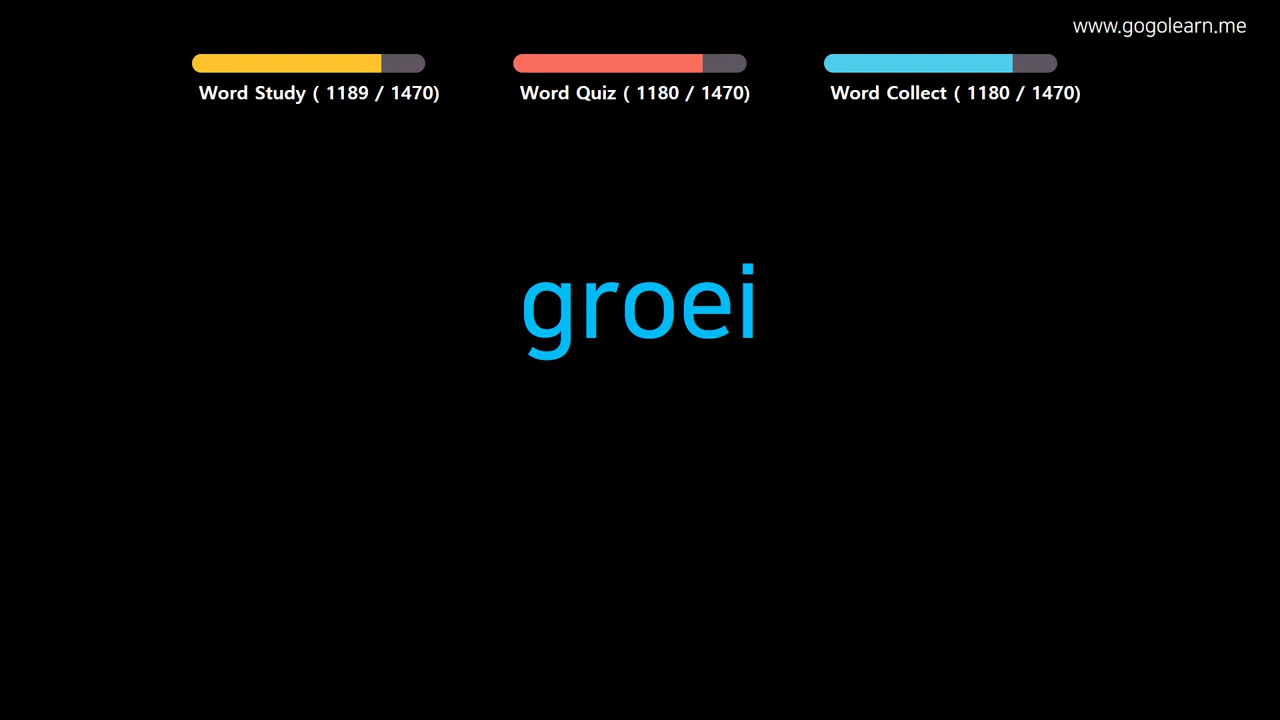 www.gogolearn.me
Word Study ( 1189 / 1470)
Word Quiz ( 1180 / 1470)
Word Collect ( 1180 / 1470)
groei